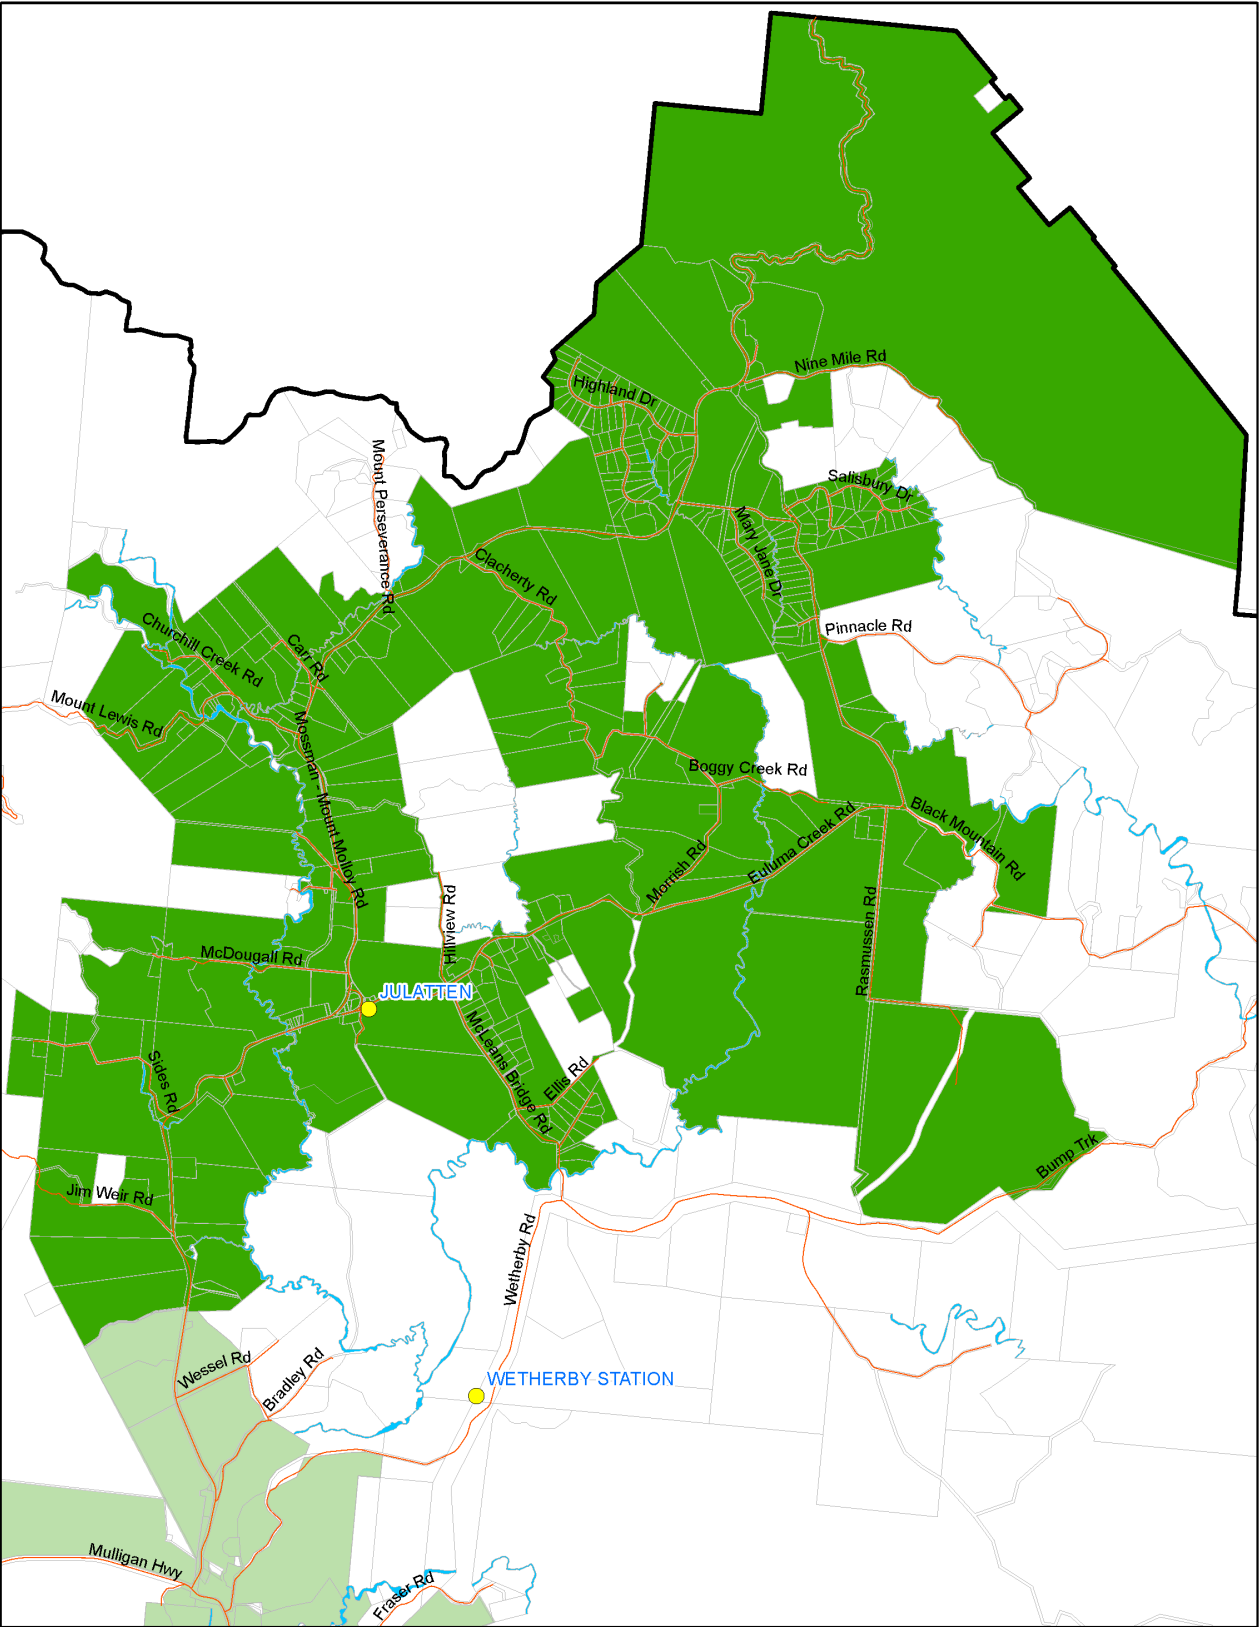 Nine Mile Rd
Highland Dr
Mount Perseverance Rd
Salisbury Dr
Mary Jane Dr
Clacherty Rd
Pinnacle Rd
Churchill Creek Rd
Carr Rd
Mount Lewis Rd
Mossman - Mount Molloy Rd
Boggy Creek Rd
Black Mountain Rd
Euluma Creek Rd
Morrish Rd
Hillview Rd
Rasmussen Rd
McDougall Rd
JULATTEN
McLeans Bridge Rd
Sides Rd
Ellis Rd
Bump Trk
Jim Weir Rd
Wetherby Rd
Wessel Rd
Bradley Rd
WETHERBY STATION
Mulligan Hwy
Fraser Rd